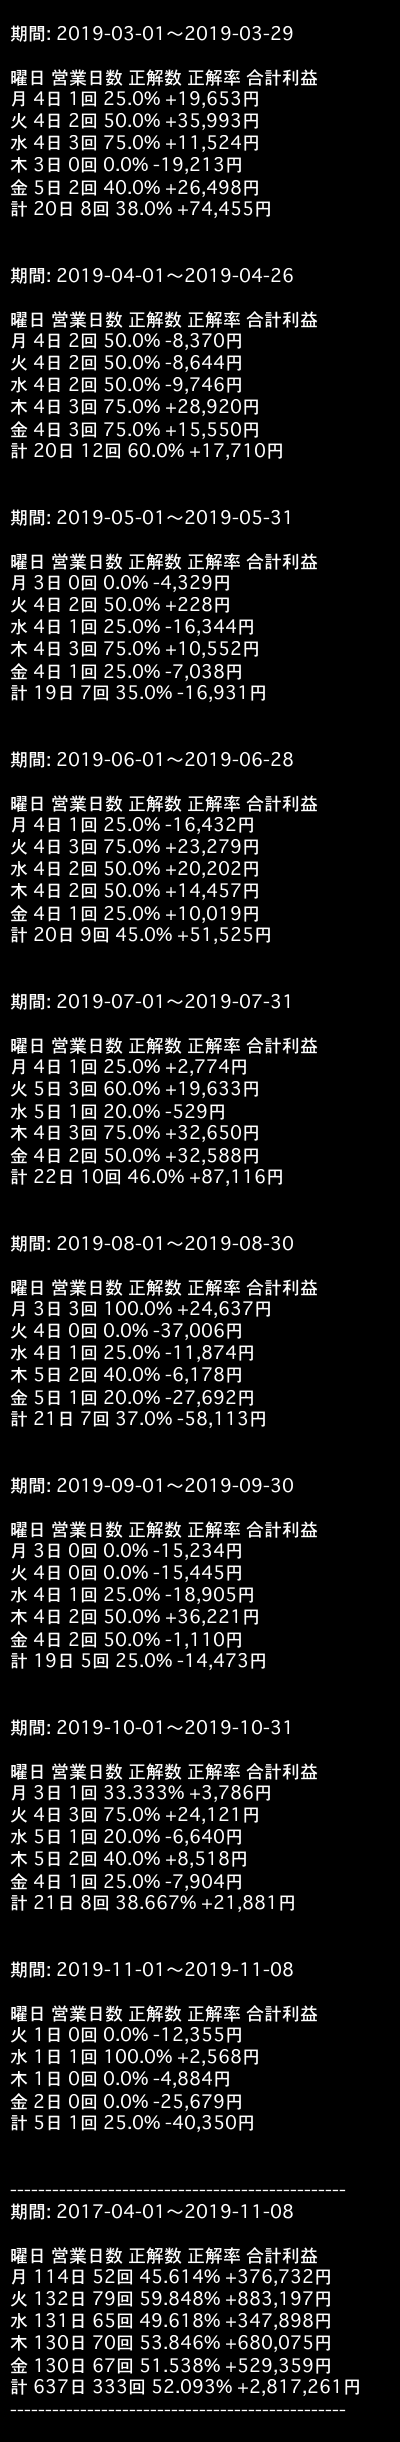 期間: 2019-03-01～2019-03-29
曜日 営業日数 正解数 正解率 合計利益
月 4日 1回 25.0% +19,653円
火 4日 2回 50.0% +35,993円
水 4日 3回 75.0% +11,524円
木 3日 0回 0.0% -19,213円
金 5日 2回 40.0% +26,498円
計 20日 8回 38.0% +74,455円
期間: 2019-04-01～2019-04-26
曜日 営業日数 正解数 正解率 合計利益
月 4日 2回 50.0% -8,370円
火 4日 2回 50.0% -8,644円
水 4日 2回 50.0% -9,746円
木 4日 3回 75.0% +28,920円
金 4日 3回 75.0% +15,550円
計 20日 12回 60.0% +17,710円
期間: 2019-05-01～2019-05-31
曜日 営業日数 正解数 正解率 合計利益
月 3日 0回 0.0% -4,329円
火 4日 2回 50.0% +228円
水 4日 1回 25.0% -16,344円
木 4日 3回 75.0% +10,552円
金 4日 1回 25.0% -7,038円
計 19日 7回 35.0% -16,931円
期間: 2019-06-01～2019-06-28
曜日 営業日数 正解数 正解率 合計利益
月 4日 1回 25.0% -16,432円
火 4日 3回 75.0% +23,279円
水 4日 2回 50.0% +20,202円
木 4日 2回 50.0% +14,457円
金 4日 1回 25.0% +10,019円
計 20日 9回 45.0% +51,525円
期間: 2019-07-01～2019-07-31
曜日 営業日数 正解数 正解率 合計利益
月 4日 1回 25.0% +2,774円
火 5日 3回 60.0% +19,633円
水 5日 1回 20.0% -529円
木 4日 3回 75.0% +32,650円
金 4日 2回 50.0% +32,588円
計 22日 10回 46.0% +87,116円
期間: 2019-08-01～2019-08-30
曜日 営業日数 正解数 正解率 合計利益
月 3日 3回 100.0% +24,637円
火 4日 0回 0.0% -37,006円
水 4日 1回 25.0% -11,874円
木 5日 2回 40.0% -6,178円
金 5日 1回 20.0% -27,692円
計 21日 7回 37.0% -58,113円
期間: 2019-09-01～2019-09-30
曜日 営業日数 正解数 正解率 合計利益
月 3日 0回 0.0% -15,234円
火 4日 0回 0.0% -15,445円
水 4日 1回 25.0% -18,905円
木 4日 2回 50.0% +36,221円
金 4日 2回 50.0% -1,110円
計 19日 5回 25.0% -14,473円
期間: 2019-10-01～2019-10-31
曜日 営業日数 正解数 正解率 合計利益
月 3日 1回 33.333% +3,786円
火 4日 3回 75.0% +24,121円
水 5日 1回 20.0% -6,640円
木 5日 2回 40.0% +8,518円
金 4日 1回 25.0% -7,904円
計 21日 8回 38.667% +21,881円
期間: 2019-11-01～2019-11-08
曜日 営業日数 正解数 正解率 合計利益
火 1日 0回 0.0% -12,355円
水 1日 1回 100.0% +2,568円
木 1日 0回 0.0% -4,884円
金 2日 0回 0.0% -25,679円
計 5日 1回 25.0% -40,350円
------------------------------------------------
期間: 2017-04-01～2019-11-08
曜日 営業日数 正解数 正解率 合計利益
月 114日 52回 45.614% +376,732円
火 132日 79回 59.848% +883,197円
水 131日 65回 49.618% +347,898円
木 130日 70回 53.846% +680,075円
金 130日 67回 51.538% +529,359円
計 637日 333回 52.093% +2,817,261円
------------------------------------------------